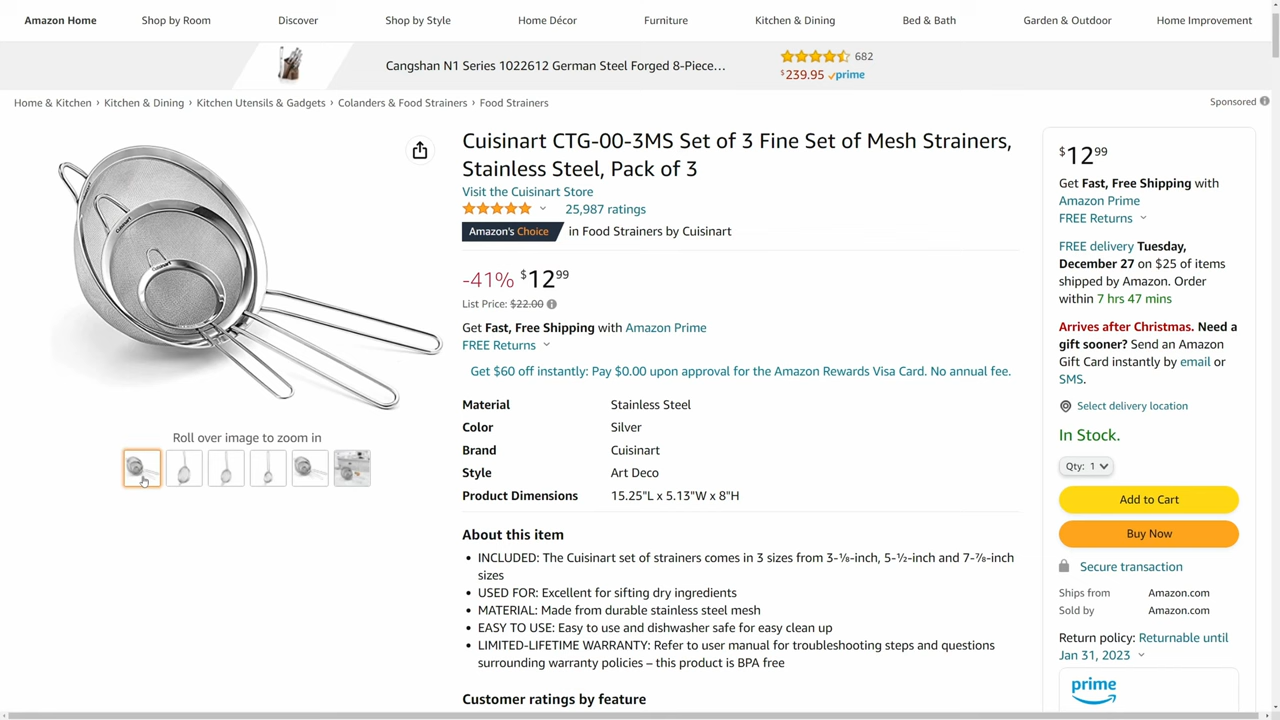 Amazon Home
Shop by Room
Discover
Shop by Style
Home Décor
Furniture
Kitchen & Dining
Bed & Bath
Garden & Outdoor
Home Improvement
Cangshan N1 Series 1022612 German Steel Forged 8-Piece…
682
$239.95 prime
Home & Kitchen › Kitchen & Dining › Kitchen Utensils & Gadgets › Colanders & Food Strainers › Food Strainers
Sponsored
Roll over image to zoom in
Cuisinart CTG-00-3MS Set of 3 Fine Set of Mesh Strainers,
Stainless Steel, Pack of 3
Visit the Cuisinart Store
25,987 ratings
Amazon's Choice in Food Strainers by Cuisinart
-41% $12 99
List Price: $22.00
Get Fast, Free Shipping with Amazon Prime
FREE Returns
Get $60 off instantly: Pay $0.00 upon approval for the Amazon Rewards Visa Card. No annual fee.
Material Stainless Steel
Color Silver
Brand Cuisinart
Style Art Deco
Product Dimensions 15.25"L x 5.13"W x 8"H
About this item
• INCLUDED: The Cuisinart set of strainers comes in 3 sizes from 3-⅛-inch, 5-½-inch and 7-⅞-inch
sizes
• USED FOR: Excellent for sifting dry ingredients
• MATERIAL: Made from durable stainless steel mesh
• EASY TO USE: Easy to use and dishwasher safe for easy clean up
• LIMITED-LIFETIME WARRANTY: Refer to user manual for troubleshooting steps and questions
surrounding warranty policies – this product is BPA free
Customer ratings by feature
$12 99
Get Fast, Free Shipping with
Amazon Prime
FREE Returns
FREE delivery Tuesday,
December 27 on $25 of items
shipped by Amazon. Order
within 7 hrs 47 mins
Arrives after Christmas. Need a
gift sooner? Send an Amazon
Gift Card instantly by email or
SMS.
Select delivery location
In Stock.
Qty: 1
Add to Cart
Buy Now
Secure transaction
Ships from Amazon.com
Sold by Amazon.com
Return policy: Returnable until
Jan 31, 2023
prime